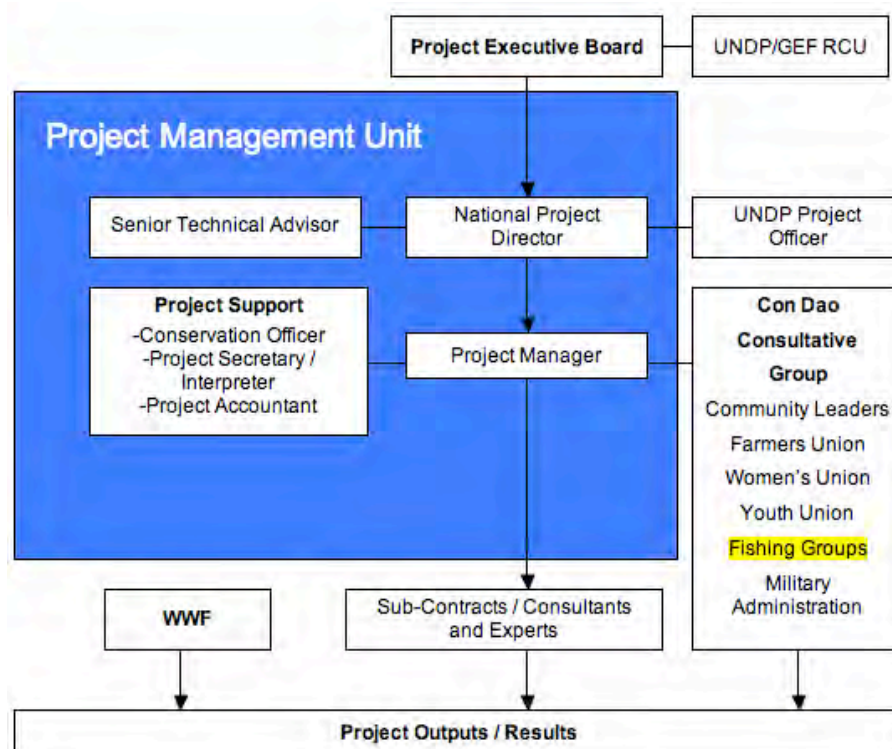 Project Executive Board
UNDP/GEF RCU
Project Management Unit
Senior Technical Advisor
National Project
Director
UNDP Project
Officer
Project Support
-Conservation Officer
-Project Secretary /
Interpreter
-Project Accountant
Project Manager
Con Dao
Consultative
Group
Community Leaders
Farmers Union
Women's Union
Youth Union
Fishing Groups
Military
Administration
WWF
Sub-Contracts / Consultants
and Experts
Project Outputs / Results